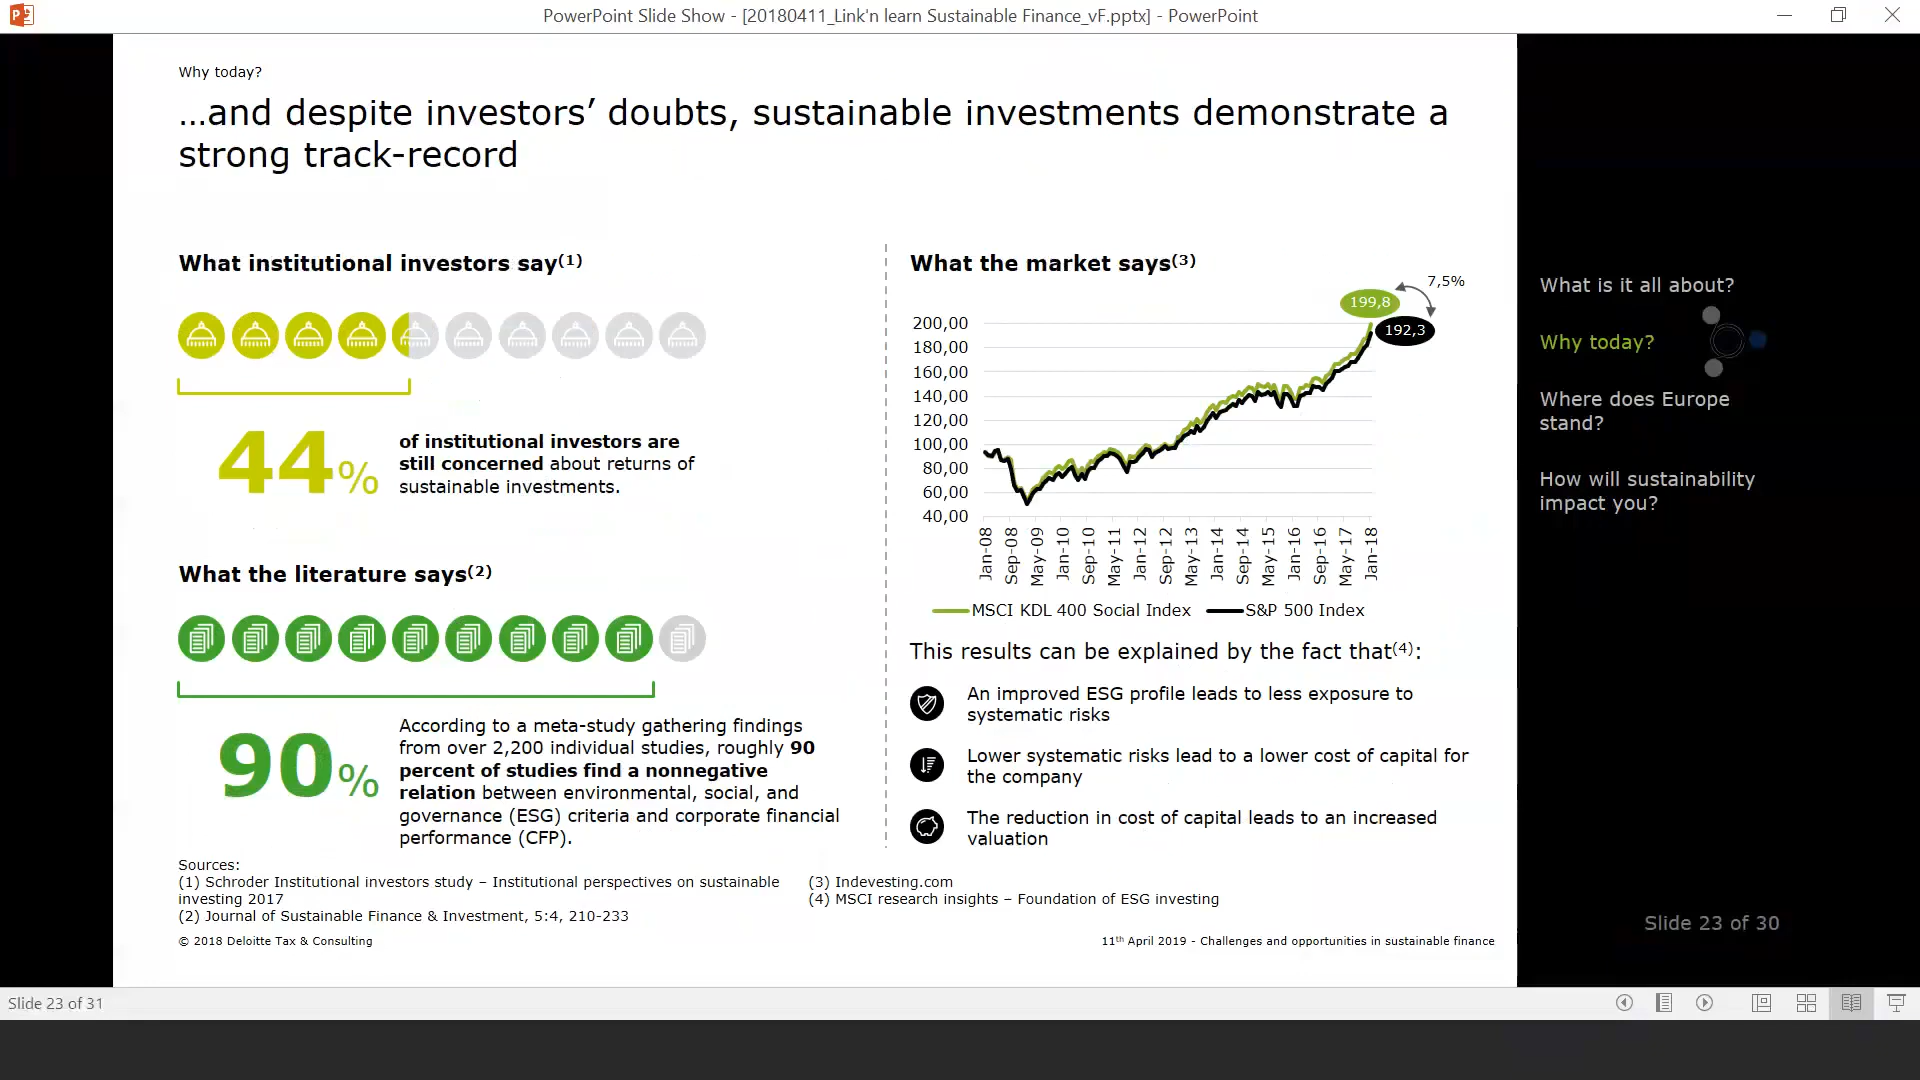 PowerPoint Slide Show - [20180411_Link'n learn Sustainable Finance_vF.pptx] - PowerPoint
Why today?
...and despite investors’ doubts, sustainable investments demonstrate a
strong track-record
What institutional investors say(1)
44%
of institutional investors are
still concerned about returns of
sustainable investments.
What the literature says(2)
90%
According to a meta-study gathering findings
from over 2,200 individual studies, roughly 90
percent of studies find a nonnegative
relation between environmental, social, and
governance (ESG) criteria and corporate financial
performance (CFP).
What the market says(3)
7,5%
199,8
192,3
200,00
180,00
160,00
140,00
120,00
100,00
80,00
60,00
40,00
Jan-08
Sep-08
May-09
Jan-10
Sep-10
May-11
Jan-12
Sep-12
May-13
Jan-14
Sep-14
May-15
Jan-16
Sep-16
May-17
Jan-18
MSCI KDL 400 Social Index
S&P 500 Index
This results can be explained by the fact that(4):
An improved ESG profile leads to less exposure to
systematic risks
Lower systematic risks lead to a lower cost of capital for
the company
The reduction in cost of capital leads to an increased
valuation
Sources:
(1) Schroder Institutional investors study – Institutional perspectives on sustainable
investing 2017
(2) Journal of Sustainable Finance & Investment, 5:4, 210-233
(3) Indevesting.com
(4) MSCI research insights – Foundation of ESG investing
© 2018 Deloitte Tax & Consulting
11th April 2019 - Challenges and opportunities in sustainable finance
What is it all about?
Why today?
Where does Europe
stand?
How will sustainability
impact you?
Slide 23 of 30
Slide 23 of 31